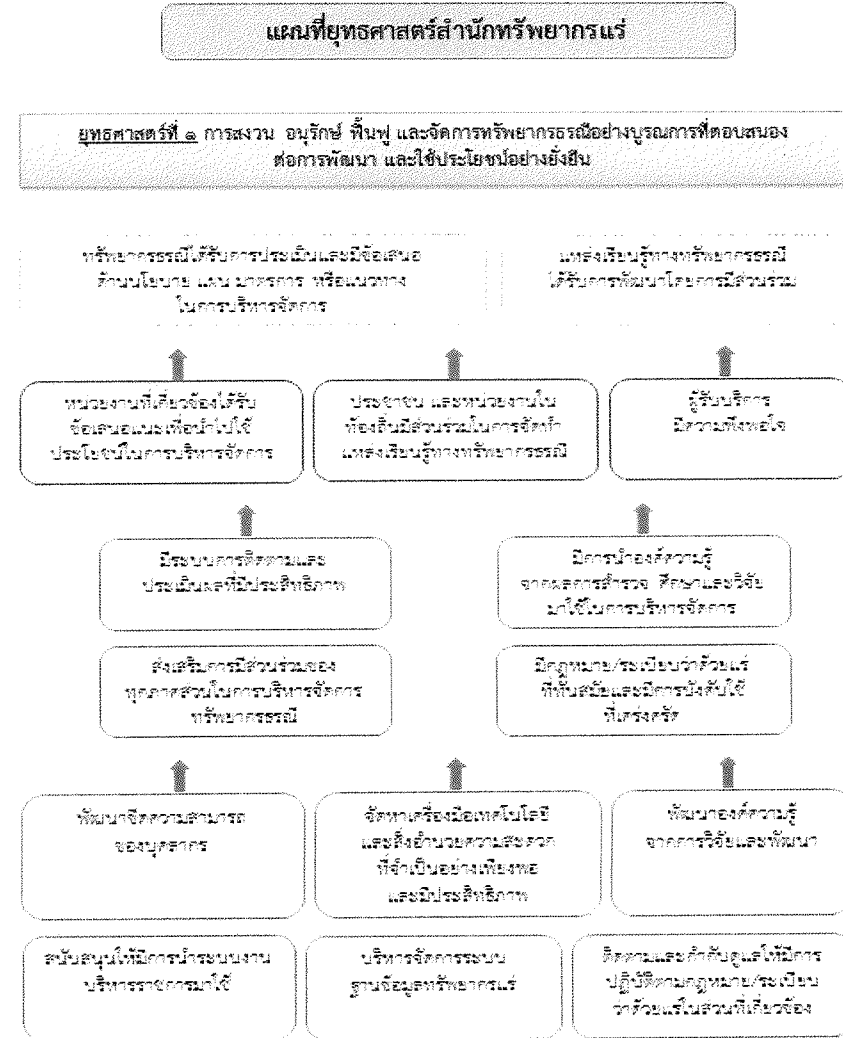 แผนที่ยุทธศาสตร์สำนักทรัพยากรแร่
ยุทธศาสตร์ที่ ๑ การสงวน อนุรักษ์ ฟื้นฟู และจัดการทรัพยากรธรณีอย่างบูรณาการที่ตอบสนอง
ต่อการพัฒนา และใช้ประโยชน์อย่างยั่งยืน
ทรัพยากรธรณีได้รับการประเมินและมีข้อเสนอ
ด้านนโยบาย แผน มาตรการ หรือแนวทาง
ในการบริหารจัดการ
แหล่งเรียนรู้ทางทรัพยากรธรณี
ได้รับการพัฒนาโดยการมีส่วนร่วม
หน่วยงานที่เกี่ยวข้องได้รับ
ข้อเสนอแนะเพื่อนำไปใช้
ประโยชน์ในการบริหารจัดการ
ประชาชน และหน่วยงานใน
ท้องถิ่นมีส่วนร่วมในการจัดทำ
แหล่งเรียนรู้ทางทรัพยากรธรณี
ผู้รับบริการ
มีความพึงพอใจ
มีระบบการติดตามและ
ประเมินผลที่มีประสิทธิภาพ
มีการนำองค์ความรู้
จากผลการสำรวจ ศึกษาและวิจัย
มาใช้ในการบริหารจัดการ
ส่งเสริมการมีส่วนร่วมของ
ทุกภาคส่วนในการบริหารจัดการ
ทรัพยากรธรณี
มีกฎหมาย/ระเบียบว่าด้วยแร่
ที่ทันสมัยและมีการบังคับใช้
ที่เคร่งครัด
พัฒนาขีดความสามารถ
ของบุคลากร
จัดหาเครื่องมือเทคโนโลยี
และสิ่งอำนวยความสะดวก
ที่จำเป็นอย่างเพียงพอ
และมีประสิทธิภาพ
พัฒนาองค์ความรู้
จากการวิจัยและพัฒนา
สนับสนุนให้มีการนำระบบงาน
บริหารราชการมาใช้
บริหารจัดการระบบ
ฐานข้อมูลทรัพยากรแร่
ติดตามและกำกับดูแลให้มีการ
ปฏิบัติตามกฎหมาย/ระเบียบ
ว่าด้วยแร่ในส่วนที่เกี่ยวข้อง